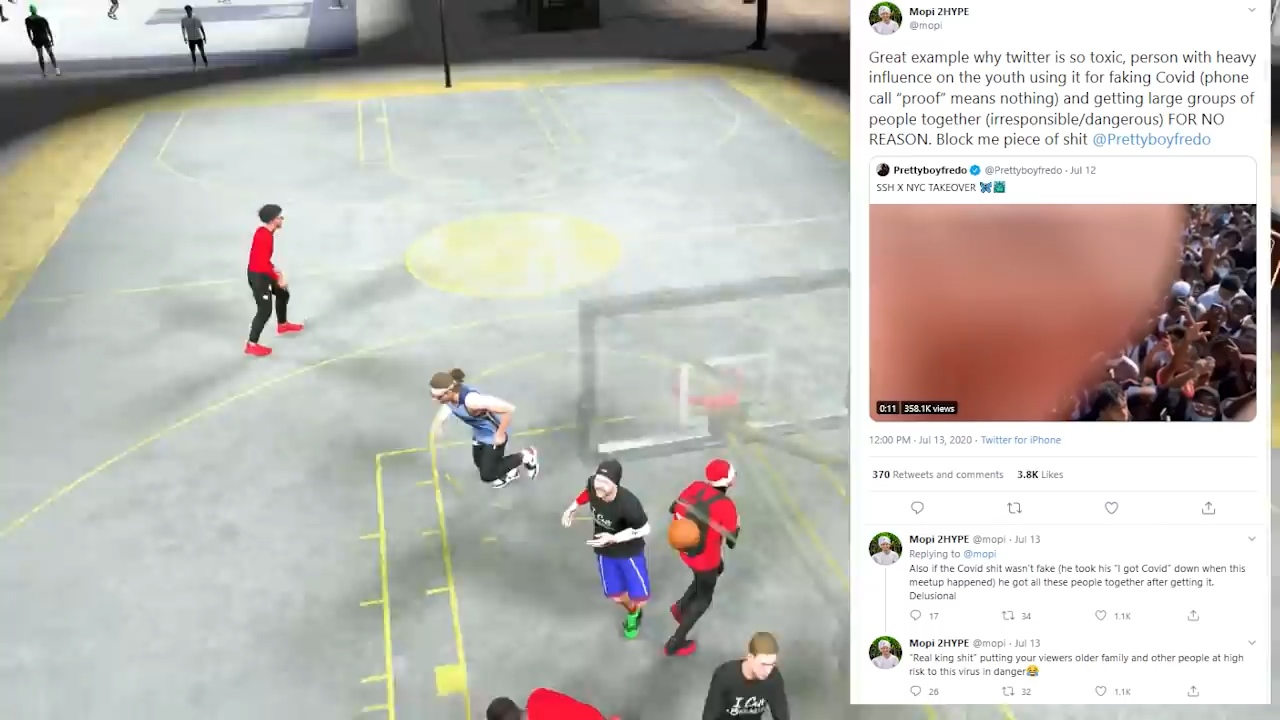 Mopi 2HYPE
@mopi
Great example why twitter is so toxic, person with heavy
influence on the youth using it for faking Covid (phone
call “proof” means nothing) and getting large groups of
people together (irresponsible/dangerous) FOR NO
REASON. Block me piece of shit @Prettyboyfredo
Prettyboyfredo @Prettyboyfredo · Jul 12
SSH X NYC TAKEOVER 🦋🗽
0:11 358.1K views
12:00 PM · Jul 13, 2020 · Twitter for iPhone
370 Retweets and comments 3.8K Likes
Mopi 2HYPE @mopi · Jul 13
Replying to @mopi
Also if the Covid shit wasn't fake (he took his "I got Covid" down when this
meetup happened) he got all these people together after getting it.
Delusional
17 34 1.1K
Mopi 2HYPE @mopi · Jul 13
"Real king shit" putting your viewers older family and other people at high
risk to this virus in danger😂
26 32 1.1K